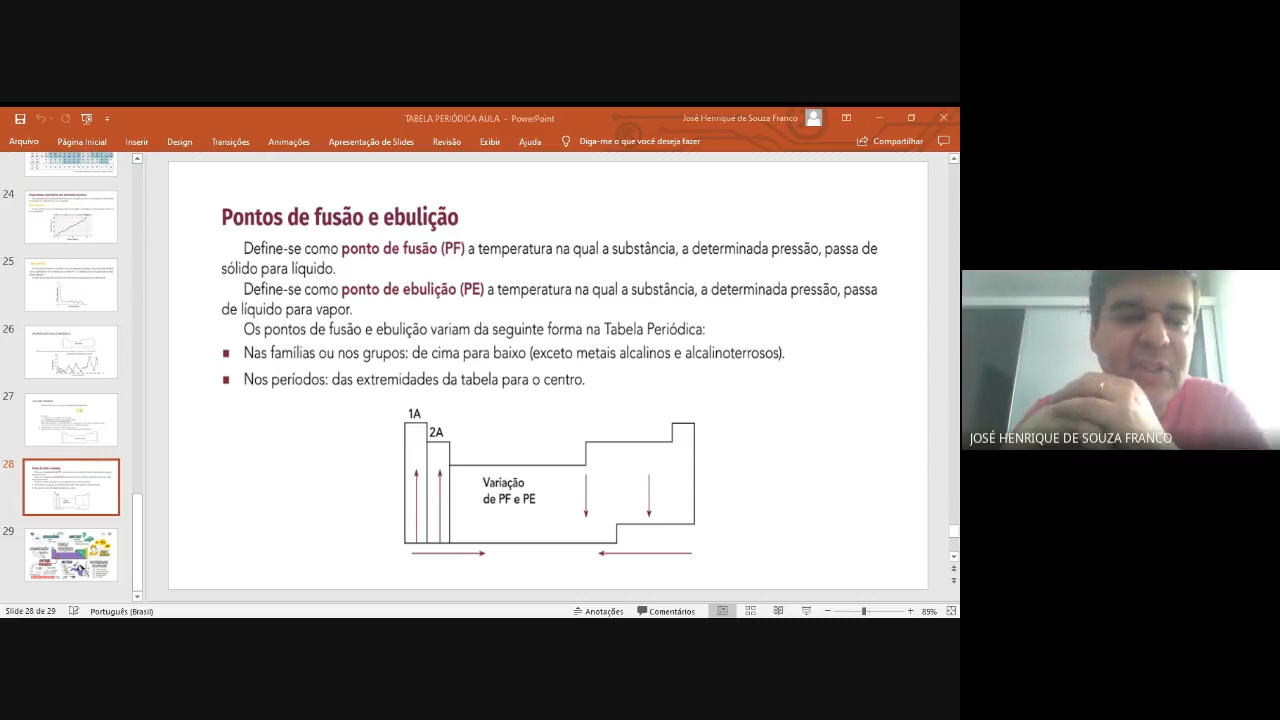 TABELA PERIÓDICA AULA - PowerPoint
José Henrique de Souza Franco
Arquivo Página Inicial Inserir Design Transições Animações Apresentação de Slides Revisão Exibir Ajuda Diga-me o que você deseja fazer Compartilhar
24
25
26
27
28
29
Pontos de fusão e ebulição
Define-se como ponto de fusão (PF) a temperatura na qual a substância, a determinada pressão, passa de
sólido para líquido.
Define-se como ponto de ebulição (PE) a temperatura na qual a substância, a determinada pressão, passa
de líquido para vapor.
Os pontos de fusão e ebulição variam da seguinte forma na Tabela Periódica:
Nas famílias ou nos grupos: de cima para baixo (exceto metais alcalinos e alcalinoterrosos).
Nos períodos: das extremidades da tabela para o centro.
1A
2A
Variação
de PF e PE
JOSÉ HENRIQUE DE SOUZA FRANCO
Slide 28 de 29 Português (Brasil) Anotações Comentários 85%